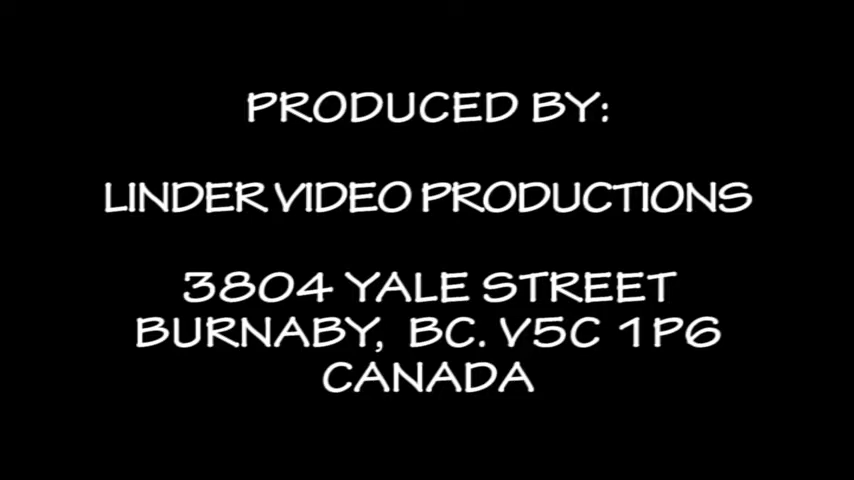 PRODUCED BY:
LINDER VIDEO PRODUCTIONS
3804 YALE STREET
BURNABY, BC. V5C 1P6
CANADA